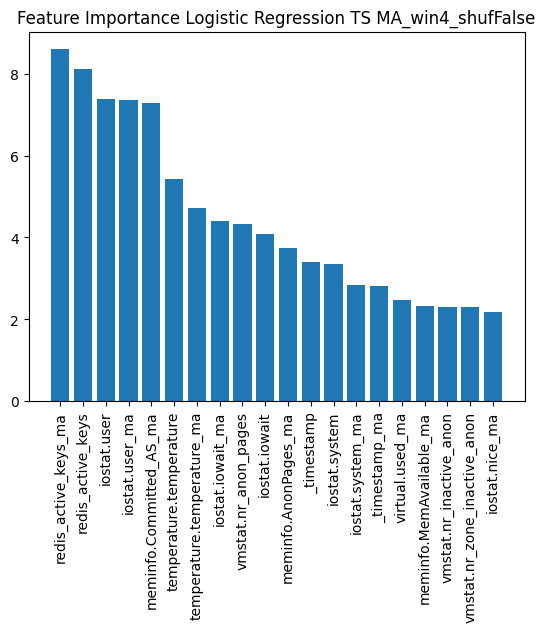 Feature Importance Logistic Regression TS MA_win4_shufFalse
8
6
4
2
0
redis_active_keys_ma
redis_active_keys
iostat.user
iostat.user_ma
meminfo.Committed_AS_ma
temperature.temperature
temperature.temperature_ma
iostat.iowait_ma
vmstat.nr_anon_pages
iostat.iowait
meminfo.AnonPages_ma
_timestamp
iostat.system
iostat.system_ma
_timestamp_ma
virtual.used_ma
meminfo.MemAvailable_ma
vmstat.nr_inactive_anon
vmstat.nr_zone_inactive_anon
iostat.nice_ma